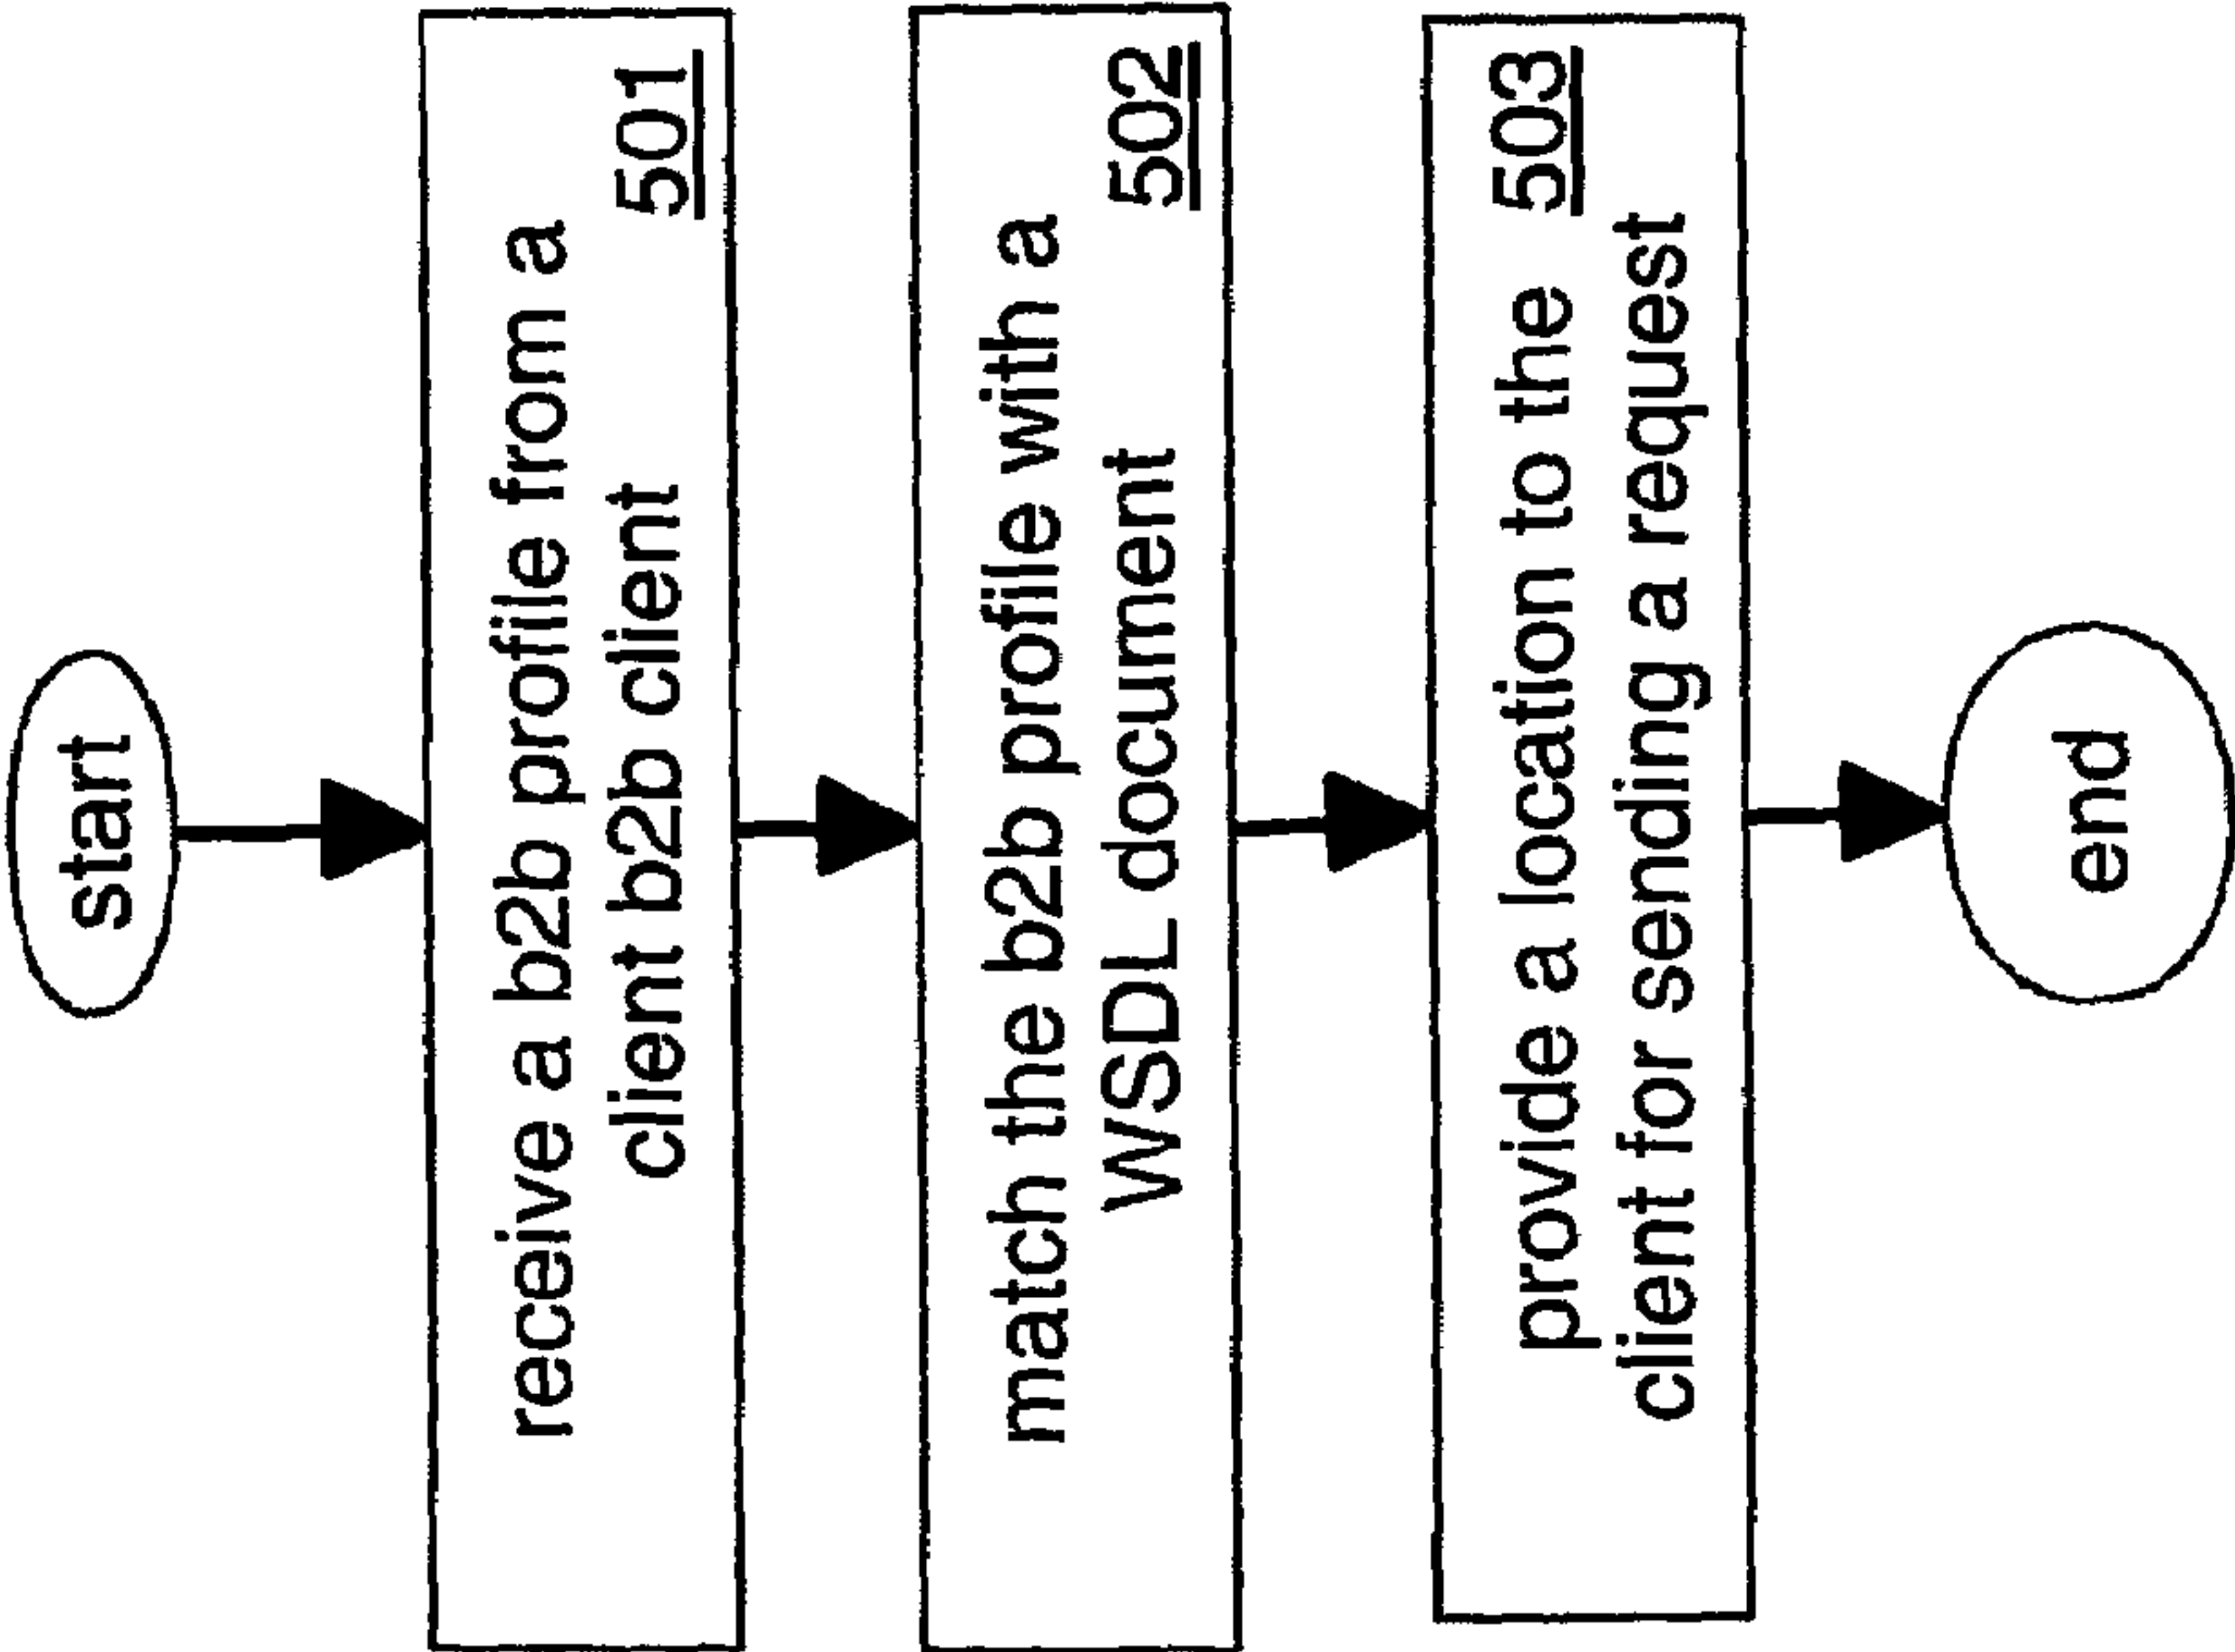 start
receive a b2b profile from a
client b2b client
501
match the b2b profile with a
WSDL document
502
provide a location to the
503
client for sending a request
end